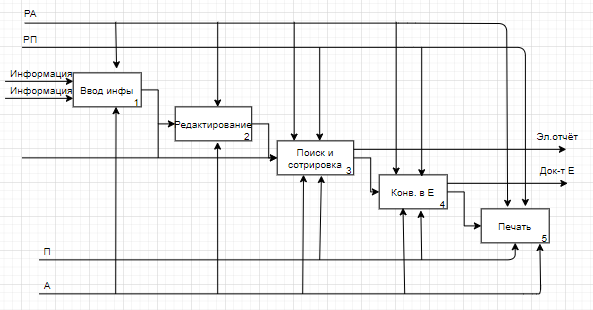 РА
РП
Информация
Информация
Ввод инфы
1
Редактирование
2
Эл.отчёт
Поиск и
сотрировка
3
Док-т Е
Конв. в Е
4
Печать
5
П
А